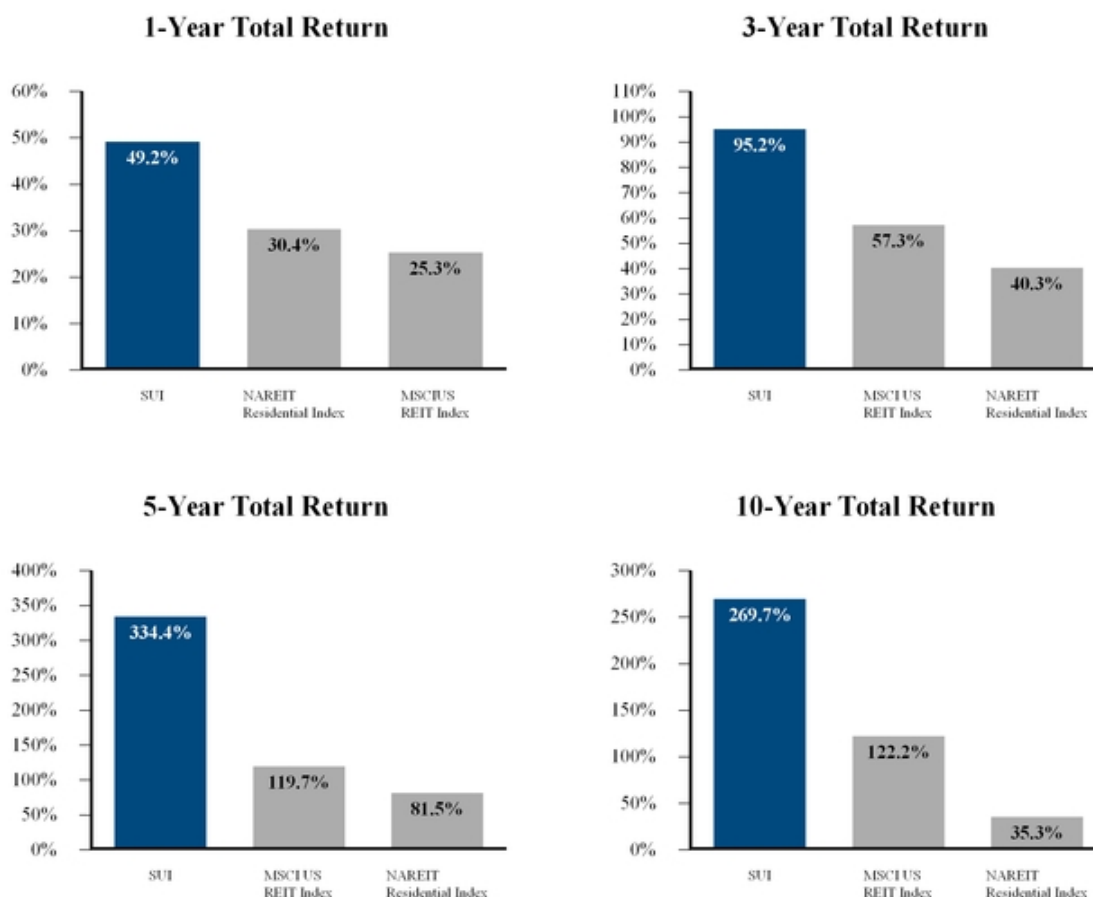 1-Year Total Return
60%
50%
40%
30%
20%
10%
0%
49.2%
30.4%
25.3%
SUI
NAREIT
Residential Index
MSCI US
REIT Index
3-Year Total Return
110%
100%
90%
80%
70%
60%
50%
40%
30%
20%
10%
0%
95.2%
57.3%
40.3%
SUI
MSCI US
REIT Index
NAREIT
Residential Index
5-Year Total Return
400%
350%
300%
250%
200%
150%
100%
50%
0%
334.4%
119.7%
81.5%
SUI
MSCI US
REIT Index
NAREIT
Residential Index
10-Year Total Return
300%
250%
200%
150%
100%
50%
0%
269.7%
122.2%
35.3%
SUI
MSCI US
REIT Index
NAREIT
Residential Index